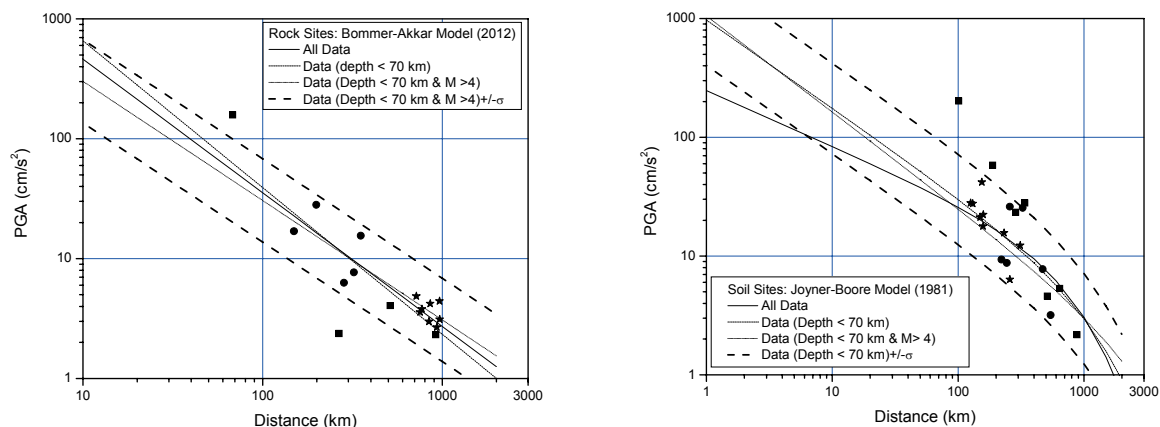 1000
100
10
1
PGA (cm/s²)
Rock Sites: Bommer-Akkar Model (2012)
All Data
Data (depth < 70 km)
Data (Depth < 70 km & M >4)
Data (Depth < 70 km & M >4)+/-σ
10
100
1000
3000
Distance (km)
1000
100
10
1
PGA (cm/s²)
Soil Sites: Joyner-Boore Model (1981)
All Data
Data (Depth < 70 km)
Data (Depth < 70 km & M> 4)
Data (Depth < 70 km)+/-σ
1
10
100
1000
3000
Distance (km)